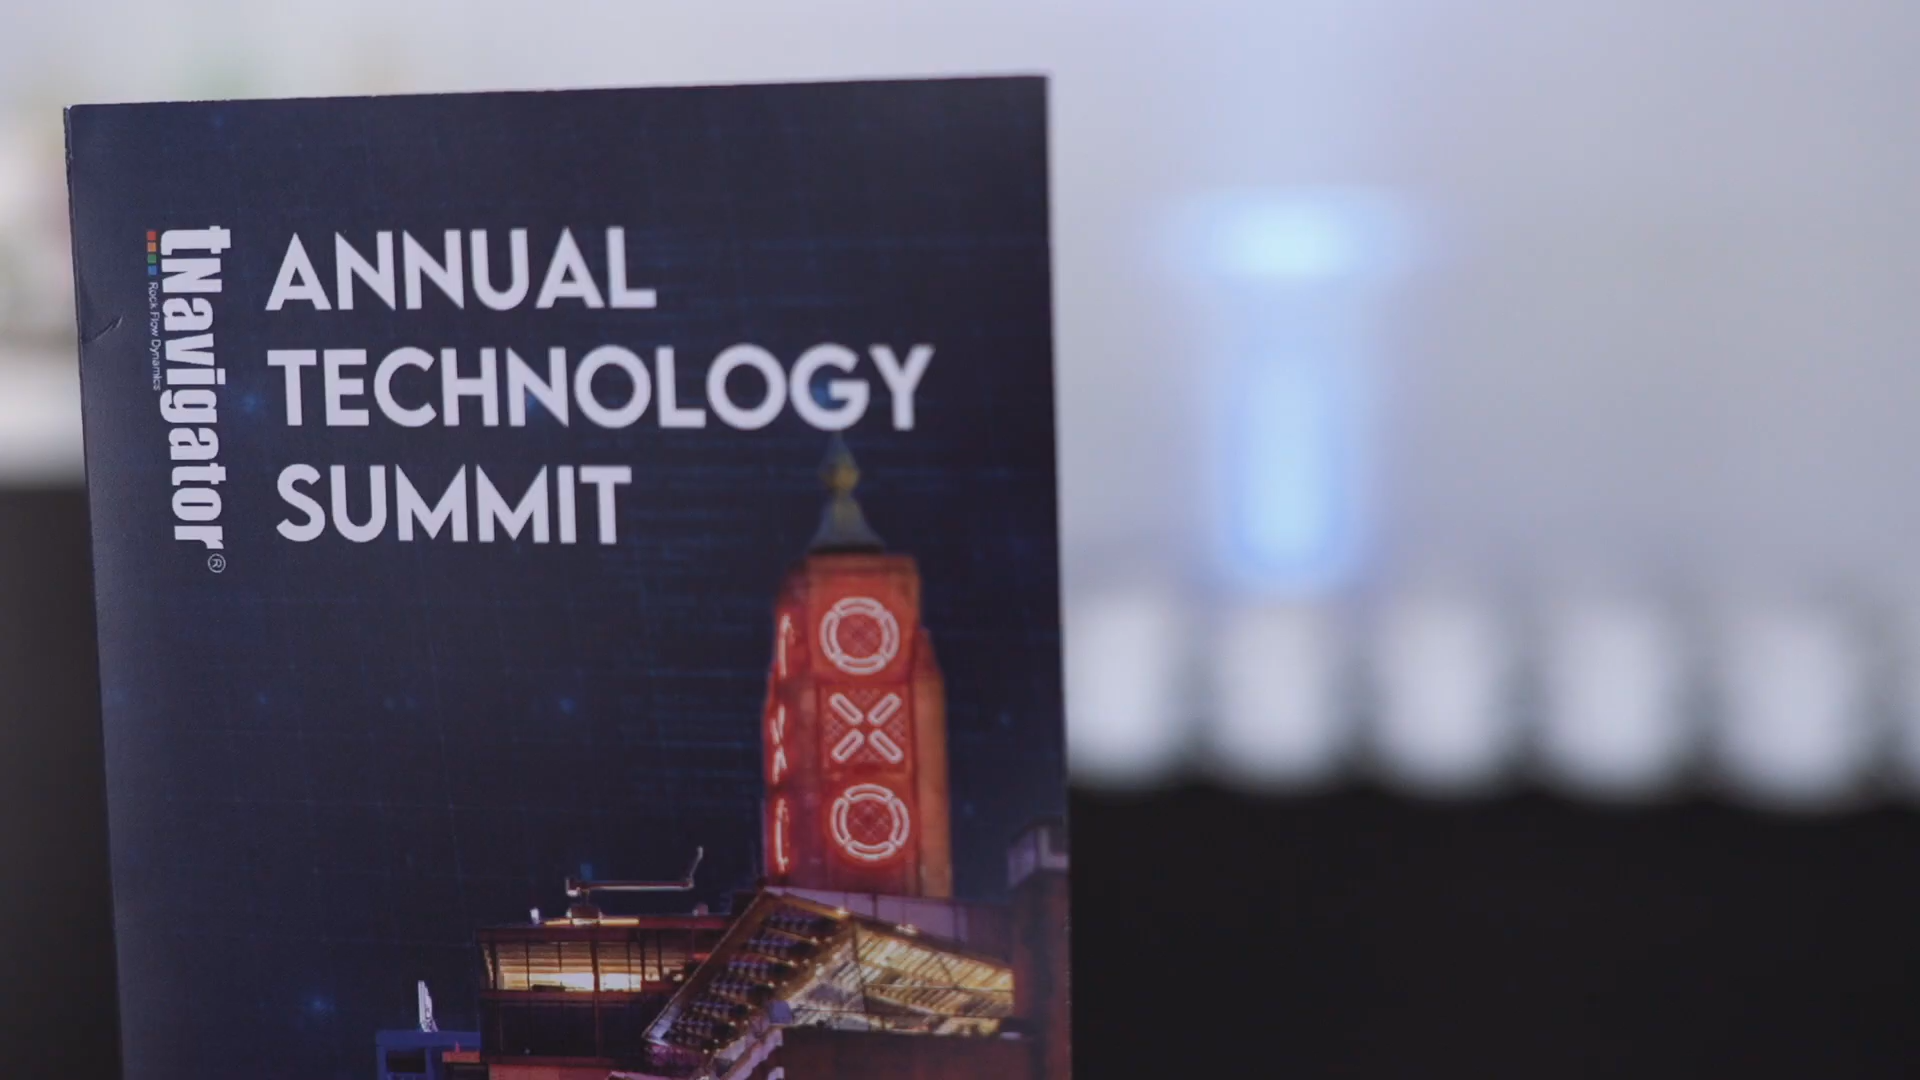 tNavigator®
Rock Flow Dynamics
ANNUAL
TECHNOLOGY
SUMMIT
OXO